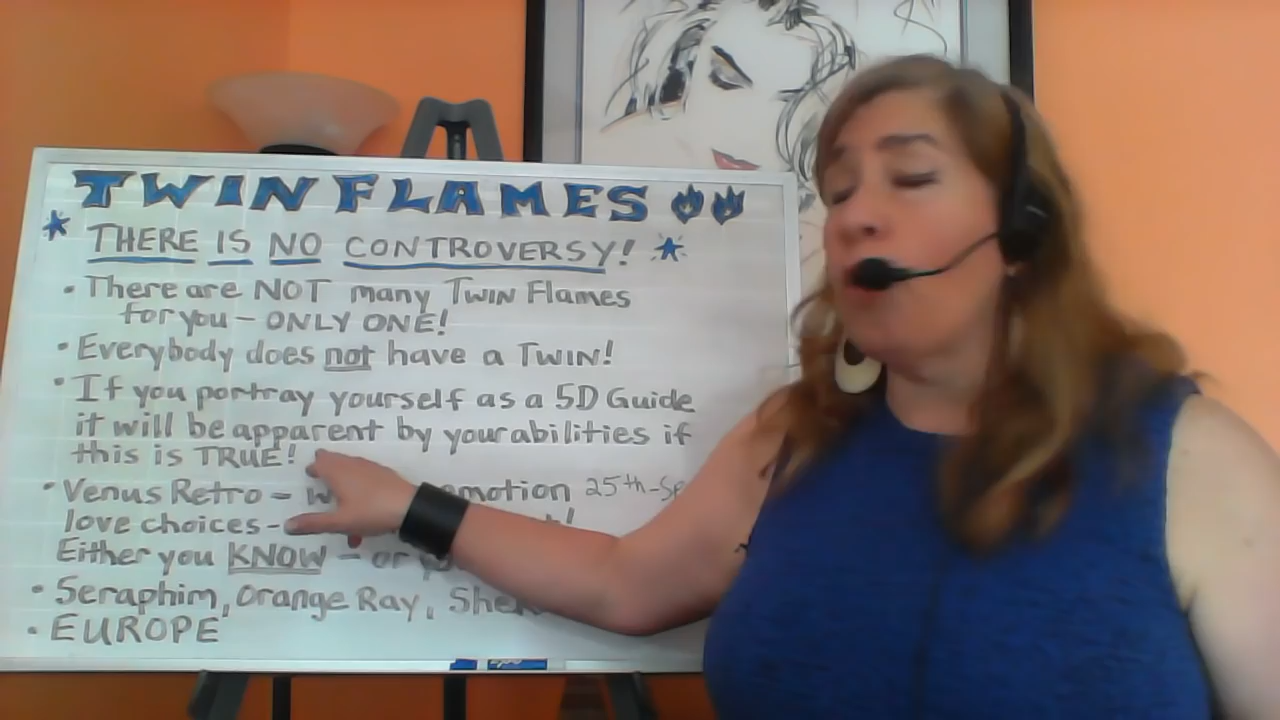 TWIN FLAMES
THERE IS NO CONTROVERSY!
• There are NOT many Twin Flames
for you - ONLY ONE!
• Everybody does not have a TWIN!
• If you portray yourself as a 5D Guide
it will be apparent by your abilities if
this is TRUE!
• Venus Retro - 25th-
love choices-
Either you KNOW - or
• Seraphim, Orange Ray,
• EUROPE